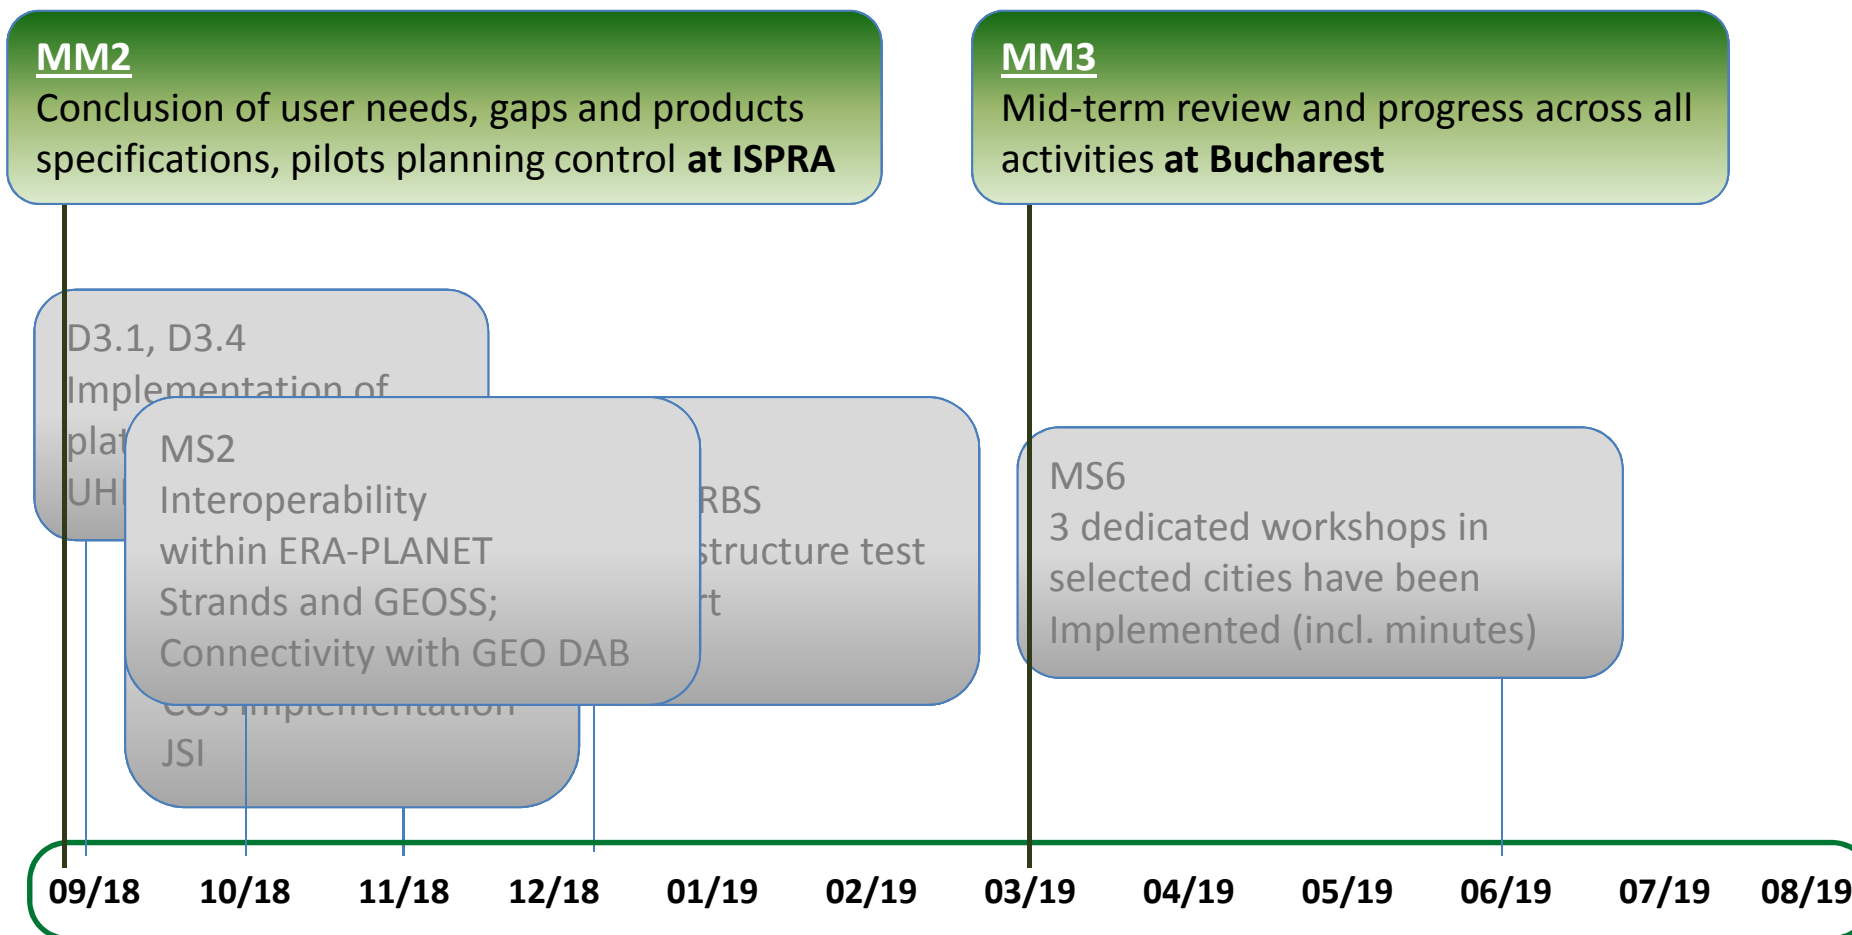 MM2
Conclusion of user needs, gaps and products
specifications, pilots planning control at ISPRA
MM3
Mid-term review and progress across all
activities at Bucharest
D3.1, D3.4
Implementation of
MS2
Interoperability
within ERA-PLANET
Strands and GEOSS;
Connectivity with GEO DAB
structure test
COs Implementation
JSI
MS6
3 dedicated workshops in
selected cities have been
Implemented (incl. minutes)
09/18 10/18 11/18 12/18 01/19 02/19 03/19 04/19 05/19 06/19 07/19 08/19